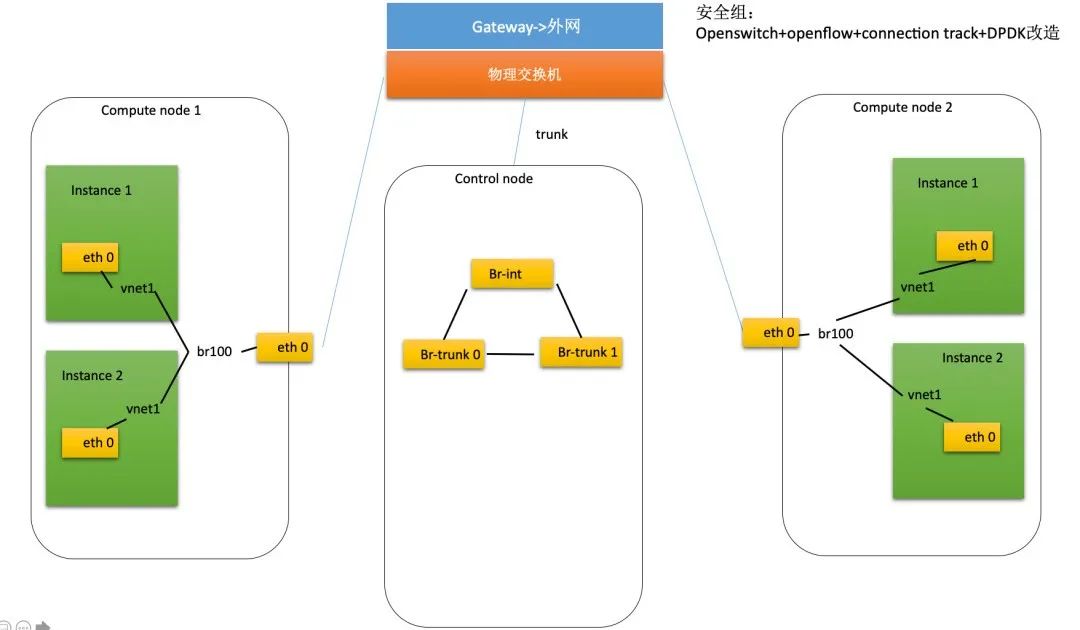 Gateway->外网
物理交换机
安全组：
Openswitch+openflow+connection track+DPDK改造
trunk
Compute node 1
Instance 1
eth 0
vnet1
Instance 2
vnet1
eth 0
br100
eth 0
Control node
Br-int
Br-trunk 0
Br-trunk 1
Compute node 2
Instance 1
eth 0
vnet1
eth 0
br100
Instance 2
vnet1
eth 0